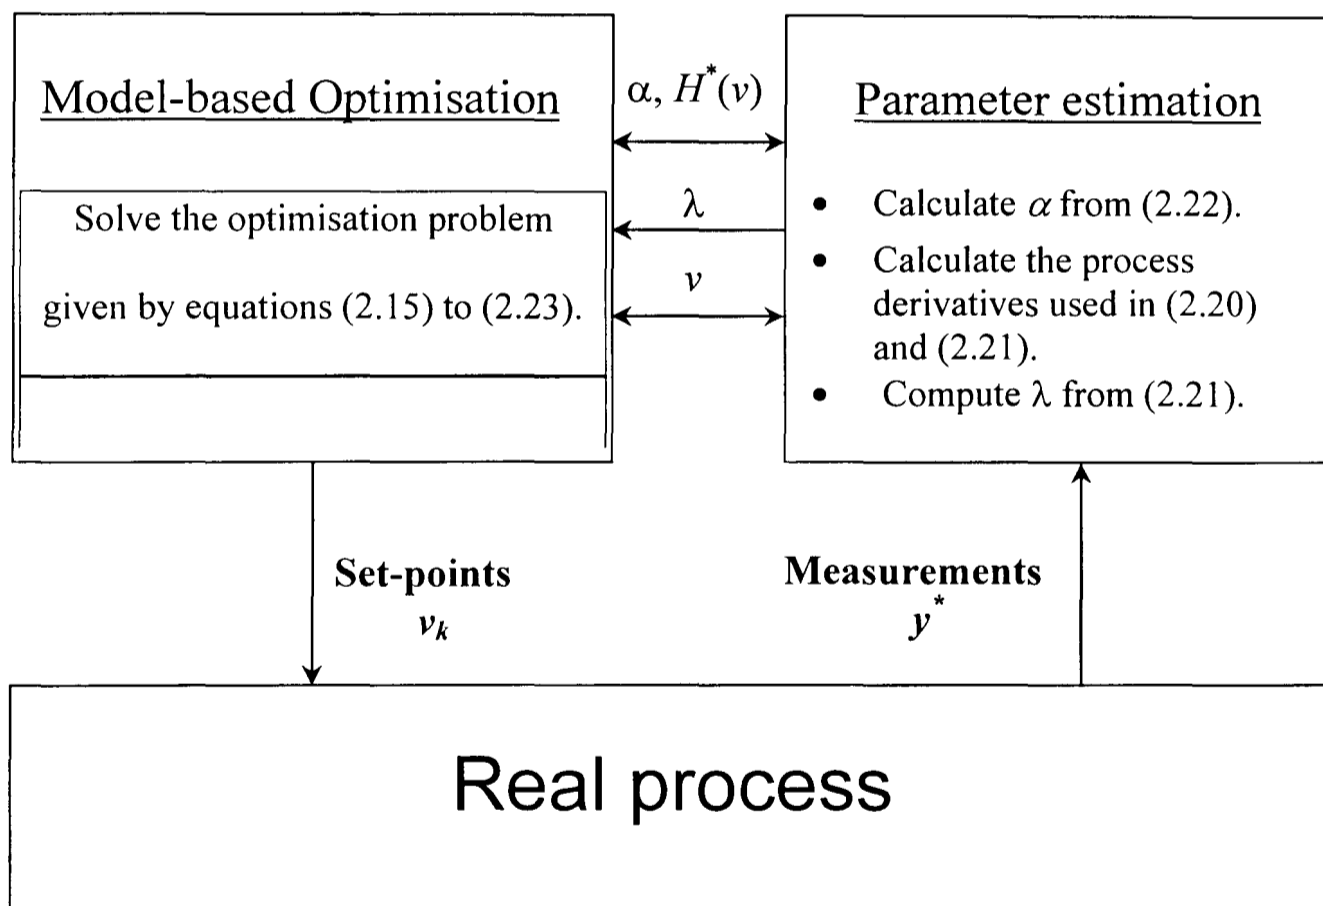 Model-based Optimisation
Solve the optimisation problem
given by equations (2.15) to (2.23).
α, H*(v)
λ
v
Parameter estimation
• Calculate α from (2.22).
• Calculate the process
derivatives used in (2.20)
and (2.21).
• Compute λ from (2.21).
Set-points
vₖ
Measurements
y*
Real process